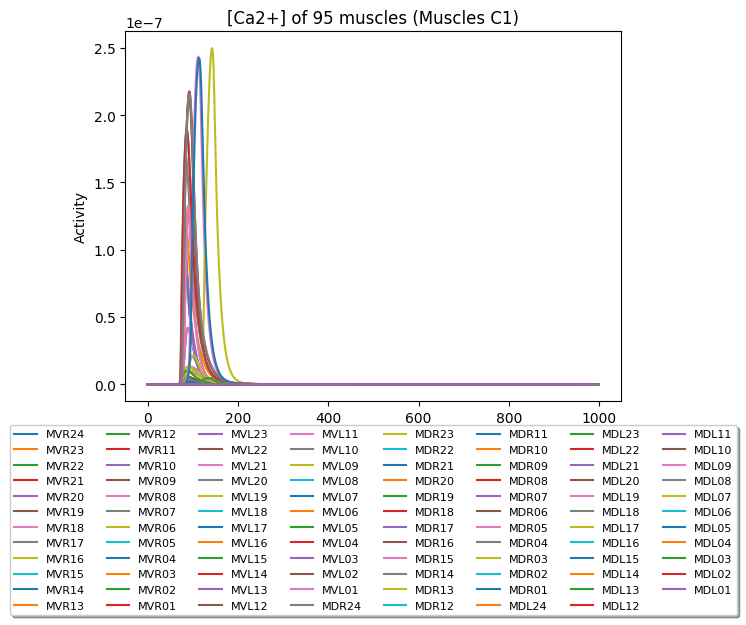 [Ca2+] of 95 muscles (Muscles C1)
1e−7
2.5
2.0
1.5
1.0
0.5
0.0
Activity
0 200 400 600 800 1000
MVR24 MVR12 MVL23 MVL11 MDR23 MDR11 MDL23 MDL11
MVR23 MVR11 MVL22 MVL10 MDR22 MDR10 MDL22 MDL10
MVR22 MVR10 MVL21 MVL09 MDR21 MDR09 MDL21 MDL09
MVR21 MVR09 MVL20 MVL08 MDR20 MDR08 MDL20 MDL08
MVR20 MVR08 MVL19 MVL07 MDR19 MDR07 MDL19 MDL07
MVR19 MVR07 MVL18 MVL06 MDR18 MDR06 MDL18 MDL06
MVR18 MVR06 MVL17 MVL05 MDR17 MDR05 MDL17 MDL05
MVR17 MVR05 MVL16 MVL04 MDR16 MDR04 MDL16 MDL04
MVR16 MVR04 MVL15 MVL03 MDR15 MDR03 MDL15 MDL03
MVR15 MVR03 MVL14 MVL02 MDR14 MDR02 MDL14 MDL02
MVR14 MVR02 MVL13 MVL01 MDR13 MDR01 MDL13 MDL01
MVR13 MVR01 MVL12 MDR24 MDR12 MDL24 MDL12